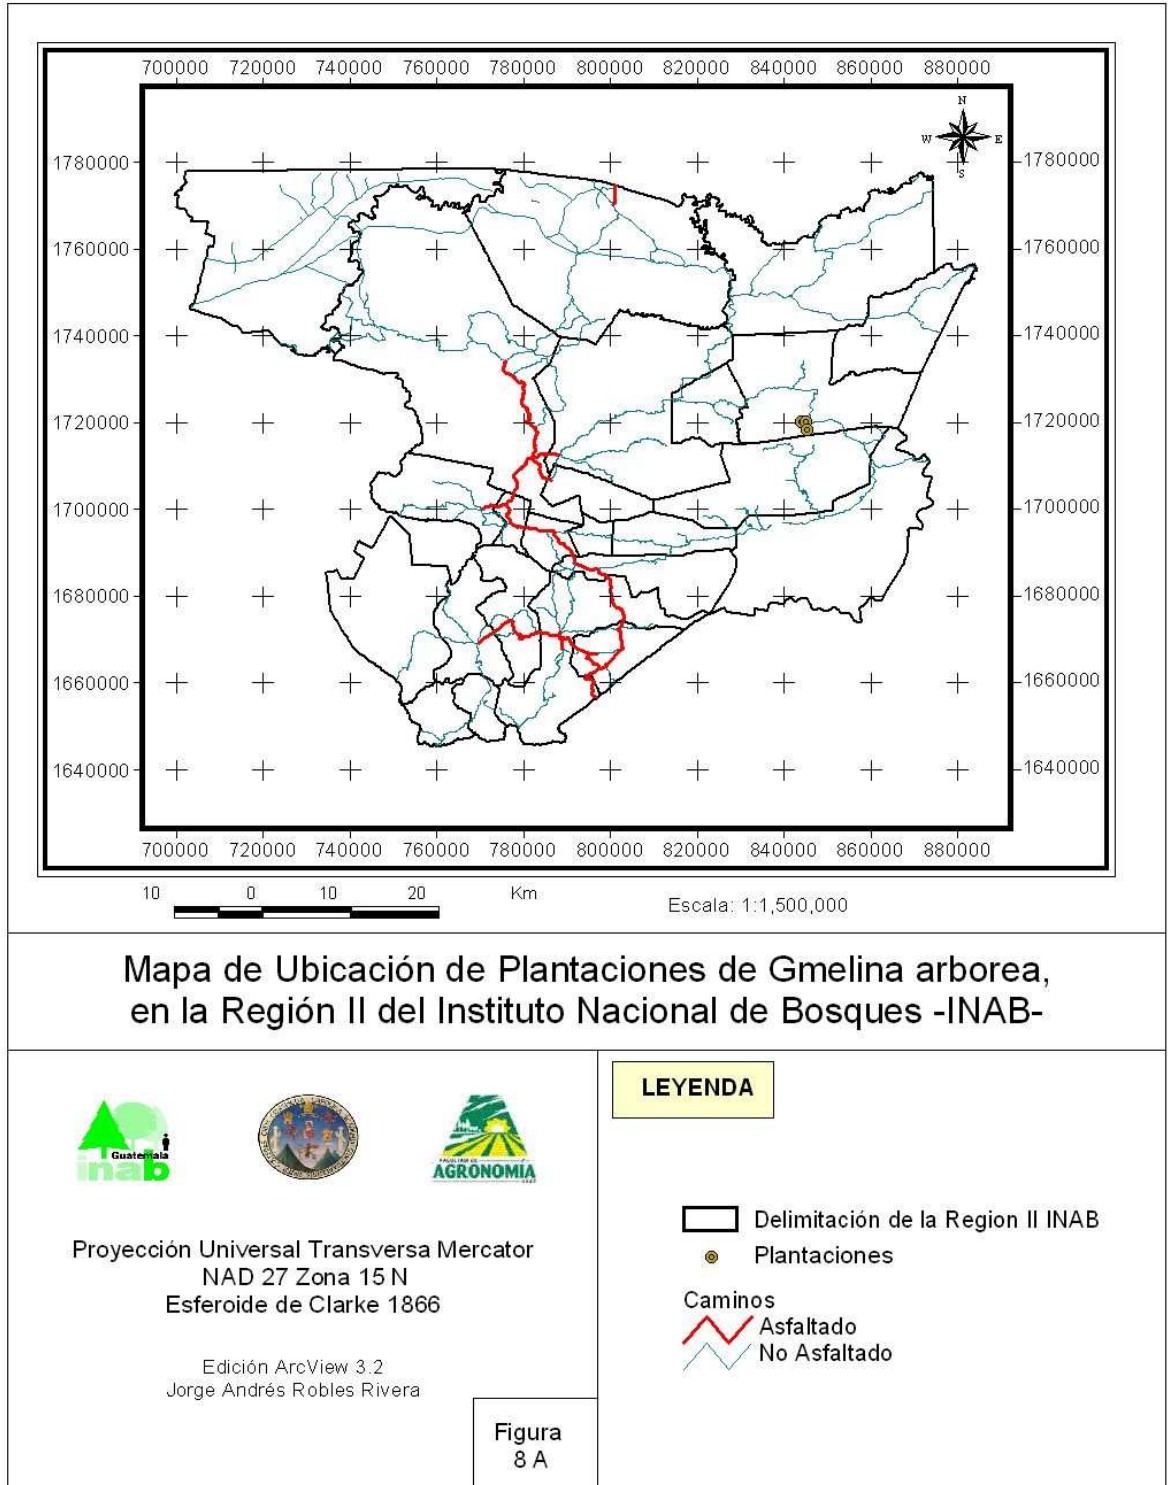 700000 720000 740000 760000 780000 800000 820000 840000 860000 880000
N
W E
S
1780000 1780000
1760000 1760000
1740000 1740000
1720000 1720000
1700000 1700000
1680000 1680000
1660000 1660000
1640000 1640000
700000 720000 740000 760000 780000 800000 820000 840000 860000 880000
10 0 10 20 Km
Escala: 1:1,500,000
Mapa de Ubicación de Plantaciones de Gmelina arborea,
en la Región II del Instituto Nacional de Bosques -INAB-
Guatemala
inab
FACULTAD DE
AGRONOMIA
Proyección Universal Transversa Mercator
NAD 27 Zona 15 N
Esferoide de Clarke 1866
Edición ArcView 3.2
Jorge Andrés Robles Rivera
Figura
8 A
LEYENDA
Delimitación de la Region II INAB
Plantaciones
Caminos
Asfaltado
No Asfaltado